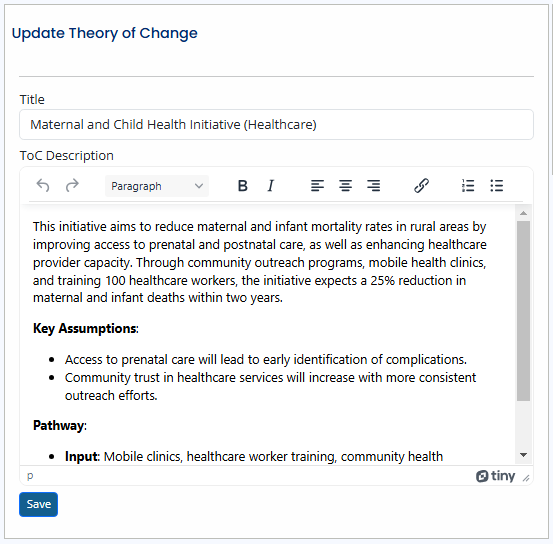 Update Theory of Change
Title
Maternal and Child Health Initiative (Healthcare)
ToC Description
Paragraph
B
I
This initiative aims to reduce maternal and infant mortality rates in rural areas by
improving access to prenatal and postnatal care, as well as enhancing healthcare
provider capacity. Through community outreach programs, mobile health clinics,
and training 100 healthcare workers, the initiative expects a 25% reduction in
maternal and infant deaths within two years.
Key Assumptions:
• Access to prenatal care will lead to early identification of complications.
• Community trust in healthcare services will increase with more consistent
outreach efforts.
Pathway:
• Input: Mobile clinics, healthcare worker training, community health
p
tiny
Save